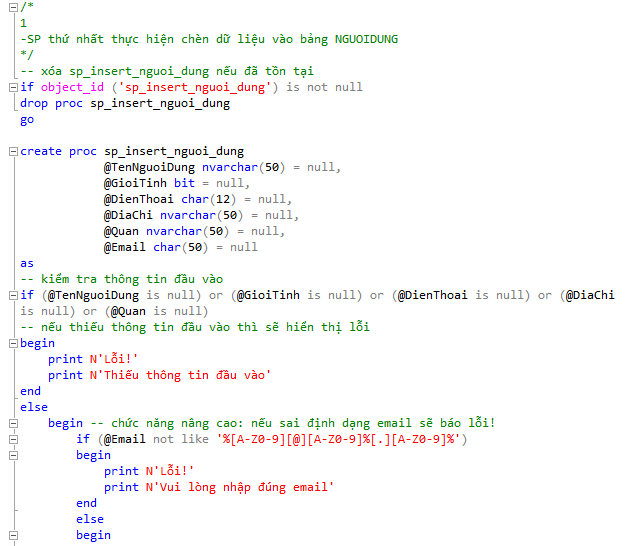 /*
1
-SP thứ nhất thực hiện chèn dữ liệu vào bảng NGUOIDUNG
*/
-- xóa sp_insert_nguoi_dung nếu đã tồn tại
if object_id ('sp_insert_nguoi_dung') is not null
drop proc sp_insert_nguoi_dung
go
create proc sp_insert_nguoi_dung
@TenNguoiDung nvarchar(50) = null,
@GioiTinh bit = null,
@DienThoai char(12) = null,
@DiaChi nvarchar(50) = null,
@Quan nvarchar(50) = null,
@Email char(50) = null
as
-- kiểm tra thông tin đầu vào
if (@TenNguoiDung is null) or (@GioiTinh is null) or (@DienThoai is null) or (@DiaChi
is null) or (@Quan is null)
-- nếu thiếu thông tin đầu vào thì sẽ hiển thị lỗi
begin
print N'Lỗi!'
print N'Thiếu thông tin đầu vào'
end
else
begin -- chức năng nâng cao: nếu sai định dạng email sẽ báo lỗi!
if (@Email not like '%[A-Z0-9][@][A-Z0-9]%[.][A-Z0-9]%')
begin
print N'Lỗi!'
print N'Vui lòng nhập đúng email'
end
else
begin